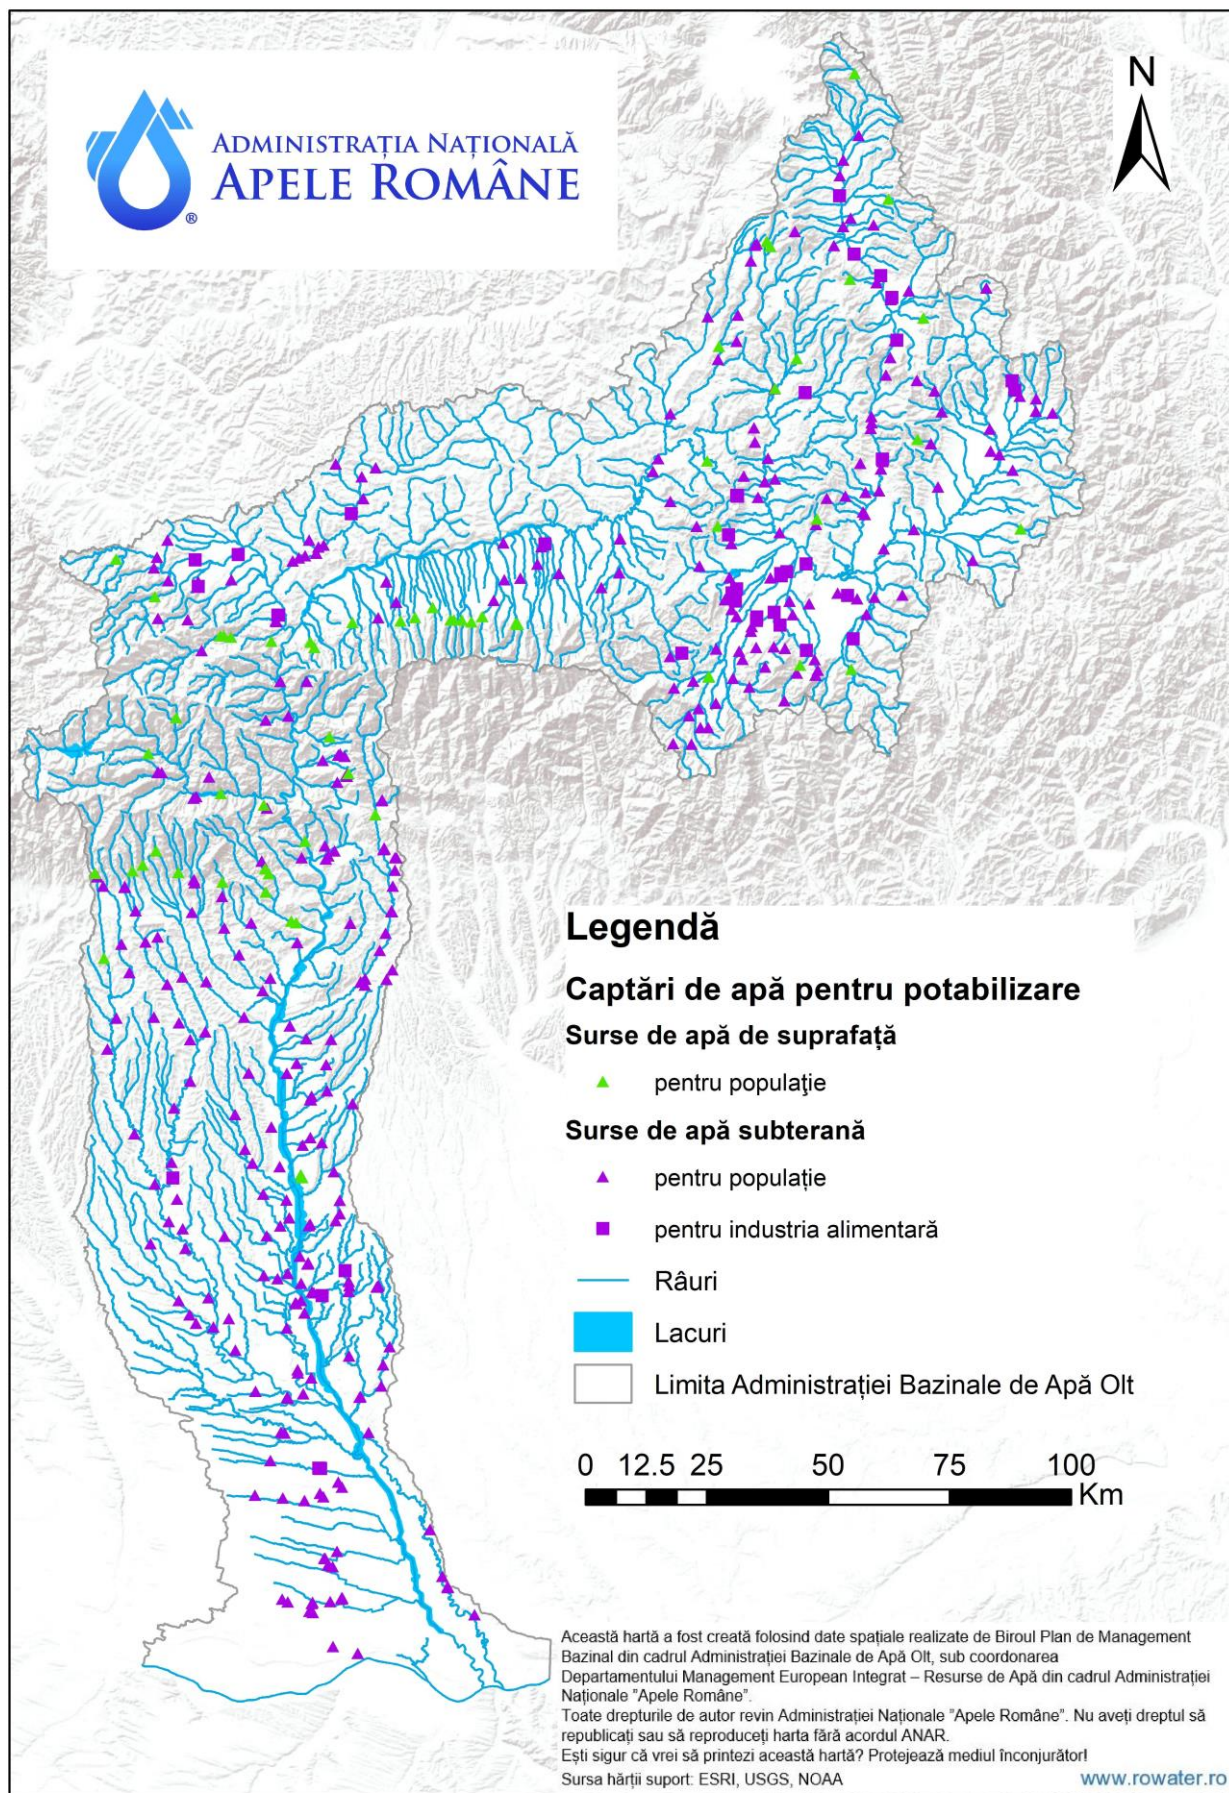 ADMINISTRAȚIA NAȚIONALĂ
APELE ROMÂNE
®
N
Legendă
Captări de apă pentru potabilizare
Surse de apă de suprafață
pentru populaţie
Surse de apă subterană
pentru populație
pentru industria alimentară
Râuri
Lacuri
Limita Administrației Bazinale de Apă Olt
0 12.5 25 50 75 100
Km
Această hartă a fost creată folosind date spațiale realizate de Biroul Plan de Management
Bazinal din cadrul Administrației Bazinale de Apă Olt, sub coordonarea
Departamentului Management European Integrat – Resurse de Apă din cadrul Administrației
Naționale "Apele Române".
Toate drepturile de autor revin Administrației Naționale "Apele Române". Nu aveți dreptul să
republicați sau să reproduceți harta fără acordul ANAR.
Ești sigur că vrei să printezi această hartă? Protejează mediul înconjurător!
Sursa hărții suport: ESRI, USGS, NOAA
www.rowater.ro